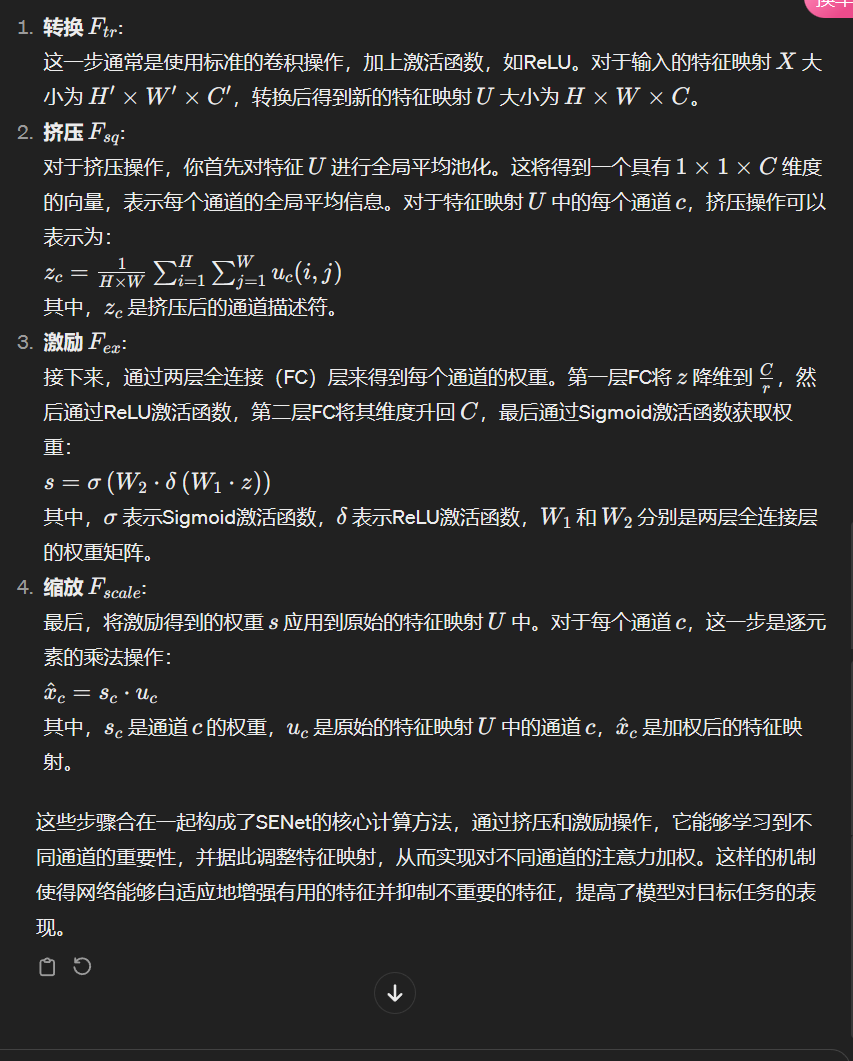 换车
1. 转换 F_{tr}:
这一步通常是使用标准的卷积操作，加上激活函数，如ReLU。对于输入的特征映射 X 大
小为 H′ × W′ × C′，转换后得到新的特征映射 U 大小为 H × W × C。
2. 挤压 F_{sq}:
对于挤压操作，你首先对特征 U 进行全局平均池化。这将得到一个具有 1 × 1 × C 维度
的向量，表示每个通道的全局平均信息。对于特征映射 U 中的每个通道 c，挤压操作可以
表示为：
z_c = \frac{1}{H×W} ∑_{i=1}^{H} ∑_{j=1}^{W} u_c(i, j)
其中，z_c 是挤压后的通道描述符。
3. 激励 F_{ex}:
接下来，通过两层全连接（FC）层来得到每个通道的权重。第一层FC将 z 降维到 \frac{C}{r}，然
后通过ReLU激活函数，第二层FC将其维度升回 C，最后通过Sigmoid激活函数获取权
重：
s = σ (W_2 · δ (W_1 · z))
其中，σ 表示Sigmoid激活函数，δ 表示ReLU激活函数，W_1 和 W_2 分别是两层全连接层
的权重矩阵。
4. 缩放 F_{scale}:
最后，将激励得到的权重 s 应用到原始的特征映射 U 中。对于每个通道 c，这一步是逐元
素的乘法操作：
x̂_c = s_c · u_c
其中，s_c 是通道 c 的权重，u_c 是原始的特征映射 U 中的通道 c，x̂_c 是加权后的特征映
射。
这些步骤合在一起构成了SENet的核心计算方法，通过挤压和激励操作，它能够学习到不
同通道的重要性，并据此调整特征映射，从而实现对不同通道的注意力加权。这样的机制
使得网络能够自适应地增强有用的特征并抑制不重要的特征，提高了模型对目标任务的表
现。